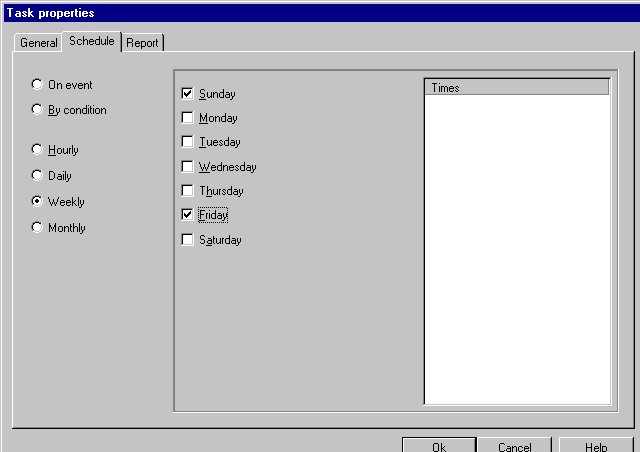 Task properties
General Schedule Report
On event
By condition
Hourly
Daily
Weekly
Monthly
Sunday
Monday
Tuesday
Wednesday
Thursday
Friday
Saturday
Times
Ok Cancel Help